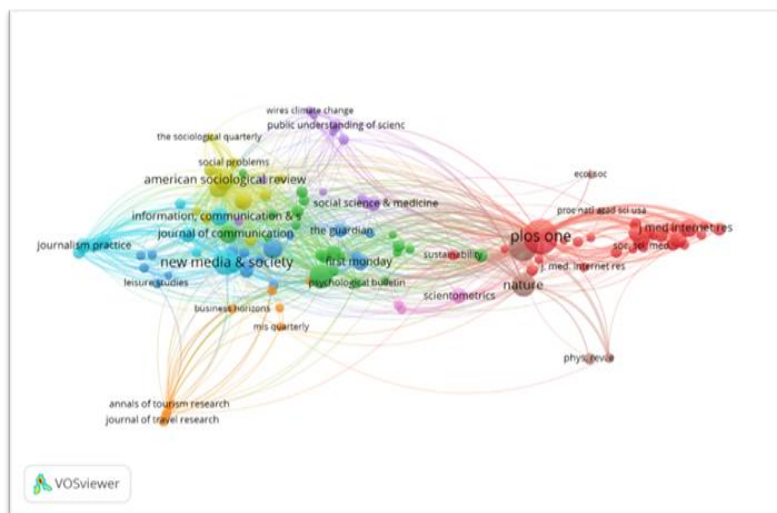 wires climate change
public understanding of scienc
the sociological quarterly
social problems
american sociological review
ecol soc
social science & medicine
proc natl acad sci usa
information, communication & s
journal of communication
the guardian
plos one
j med internet res
journalism practice
soc sci med
new media & society
first monday
sustainability
j. med. internet res
leisure studies
psychological bulletin
nature
scientometrics
business horizons
mis quarterly
phys. rev. e
annals of tourism research
journal of travel research
VOSviewer